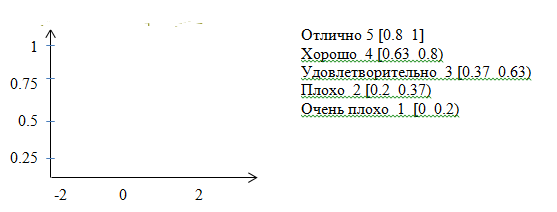 1
0.75
0.5
0.25
-2 0 2
Отлично 5 [0.8 1]
Хорошо 4 [0.63 0.8)
Удовлетворительно 3 [0.37 0.63)
Плохо 2 [0.2 0.37)
Очень плохо 1 [0 0.2)